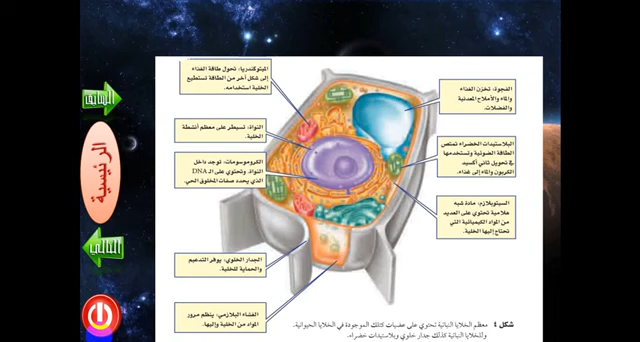 الميتوكندريا: تحول طاقة الغذاء
إلى شكل آخر من الطاقة تستطيع
الخلية استخدامه.
النواة: تسيطر على معظم أنشطة
الخلية.
الكروموسومات: توجد داخل
النواة، وتحتوي على الـ DNA
الذي يحدد صفات المخلوق الحي.
الجدار الخلوي: يوفر التدعيم
والحماية للخلية.
الغشاء البلازمي: ينظم مرور
المواد من الخلية وإليها.
الفجوة: تخزن الغذاء
والماء والأملاح المعدنية
والفضلات.
البلاستيدات الخضراء: تمتص
الطاقة الضوئية وتستخدمها
في تحويل ثاني أكسيد
الكربون والماء إلى غذاء.
السيتوبلازم: مادة شبه
هلامية تحتوي على العديد
من المواد الكيميائية التي
تحتاج إليها الخلية.
شكل ٤ معظم الخلايا النباتية تحتوي على عضيات كتلك الموجودة في الخلايا الحيوانية.
وللخلايا النباتية كذلك جدار خلوي وبلاستيدات خضراء.
السابق
الرئيسية
التالي